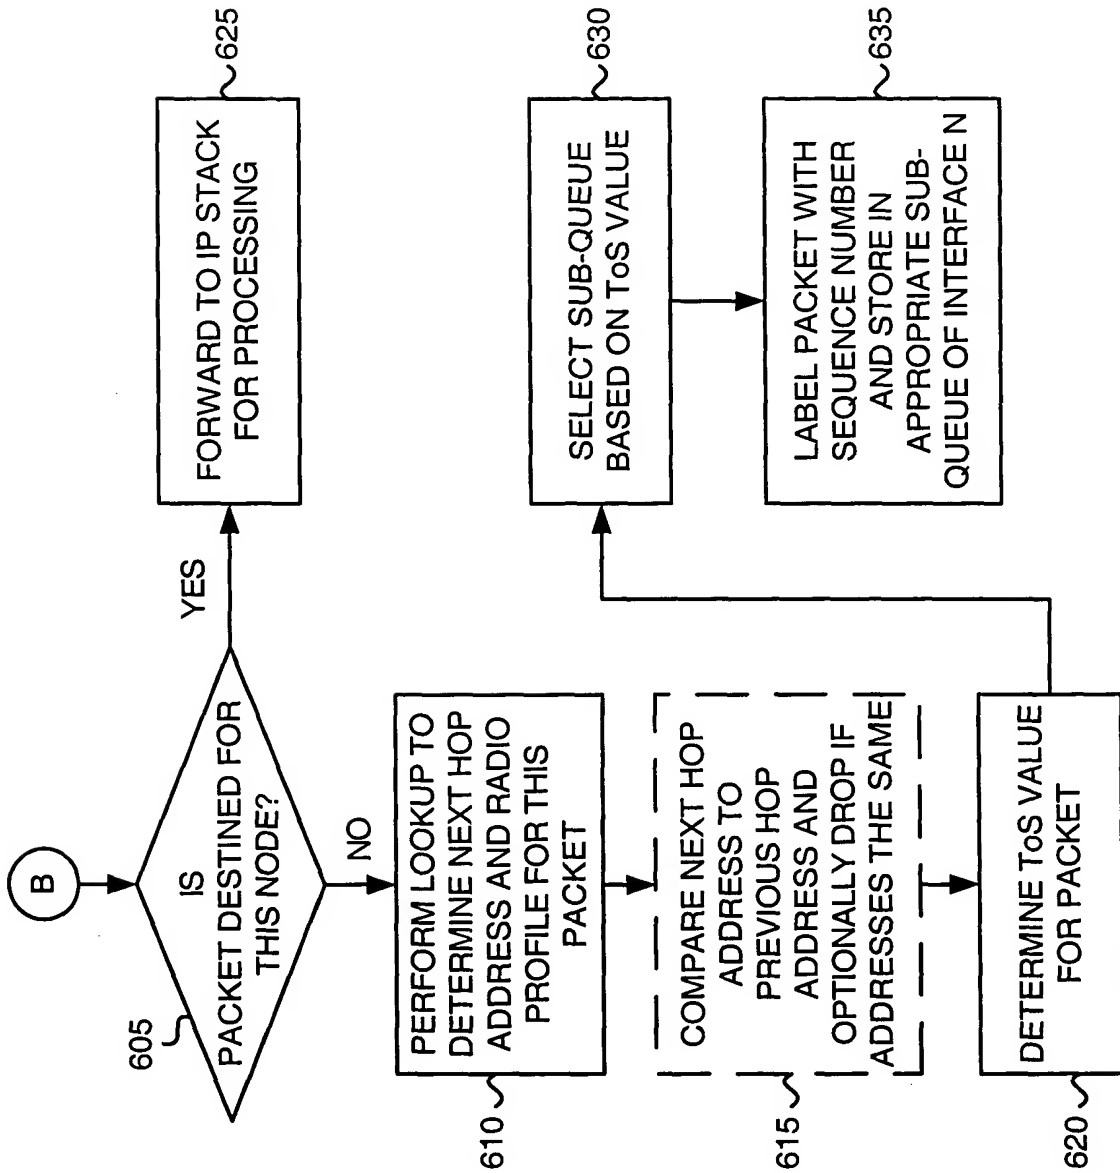 B
IS
PACKET DESTINED FOR
THIS NODE?
605
YES
FORWARD TO IP STACK
FOR PROCESSING
625
NO
PERFORM LOOKUP TO
DETERMINE NEXT HOP
ADDRESS AND RADIO
PROFILE FOR THIS
PACKET
610
COMPARE NEXT HOP
ADDRESS TO
PREVIOUS HOP
ADDRESS AND
OPTIONALLY DROP IF
ADDRESSES THE SAME
615
DETERMINE ToS VALUE
FOR PACKET
620
SELECT SUB-QUEUE
BASED ON ToS VALUE
630
LABEL PACKET WITH
SEQUENCE NUMBER
AND STORE IN
APPROPRIATE SUB-
QUEUE OF INTERFACE N
635